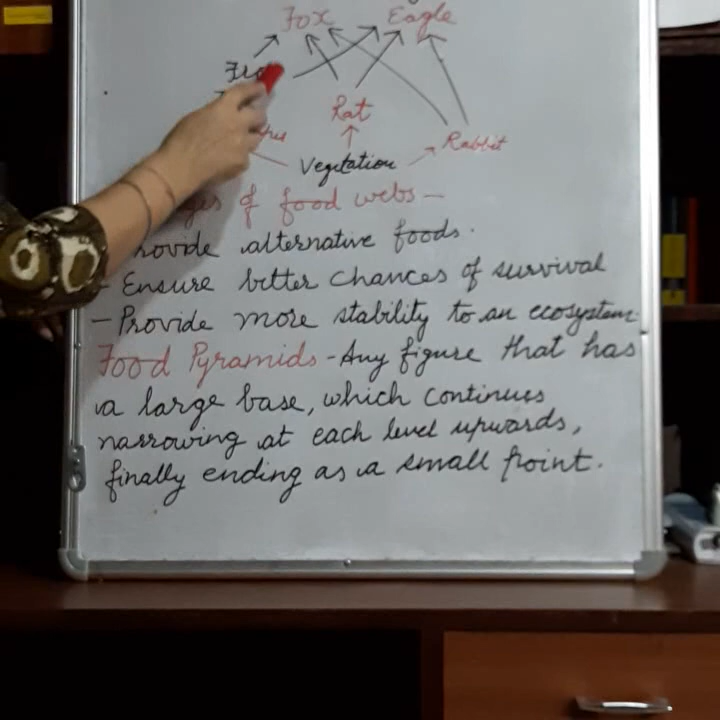 Fox Eagle
Rat
Rabbit
Vegetation
of food webs -
alternative foods.
- Ensure better chances of survival
- Provide more stability to an ecosystem.
Food Pyramids - Any figure that has
a large base, which continues
narrowing at each level upwards,
finally ending as a small point.